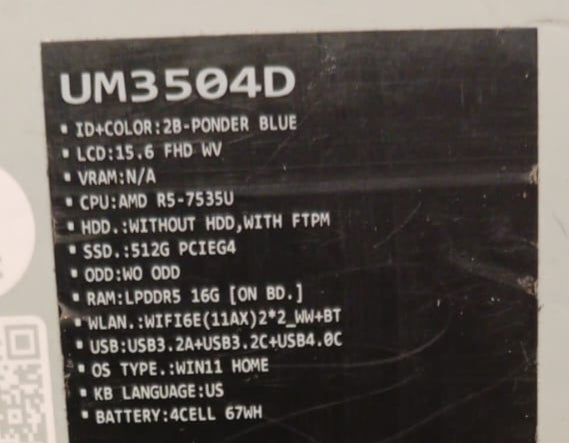 UM3504D
▪ ID+COLOR:2B-PONDER BLUE
▪ LCD:15.6 FHD WV
▪ VRAM:N/A
▪ CPU:AMD R5-7535U
▪ HDD.:WITHOUT HDD,WITH FTPM
▪ SSD.:512G PCIEG4
▪ ODD:WO ODD
▪ RAM:LPDDR5 16G [ON BD.]
▪ WLAN.:WIFI6E(11AX)2*2_WW+BT
▪ USB:USB3.2A+USB3.2C+USB4.0C
▪ OS TYPE.:WIN11 HOME
▪ KB LANGUAGE:US
▪ BATTERY:4CELL 67WH